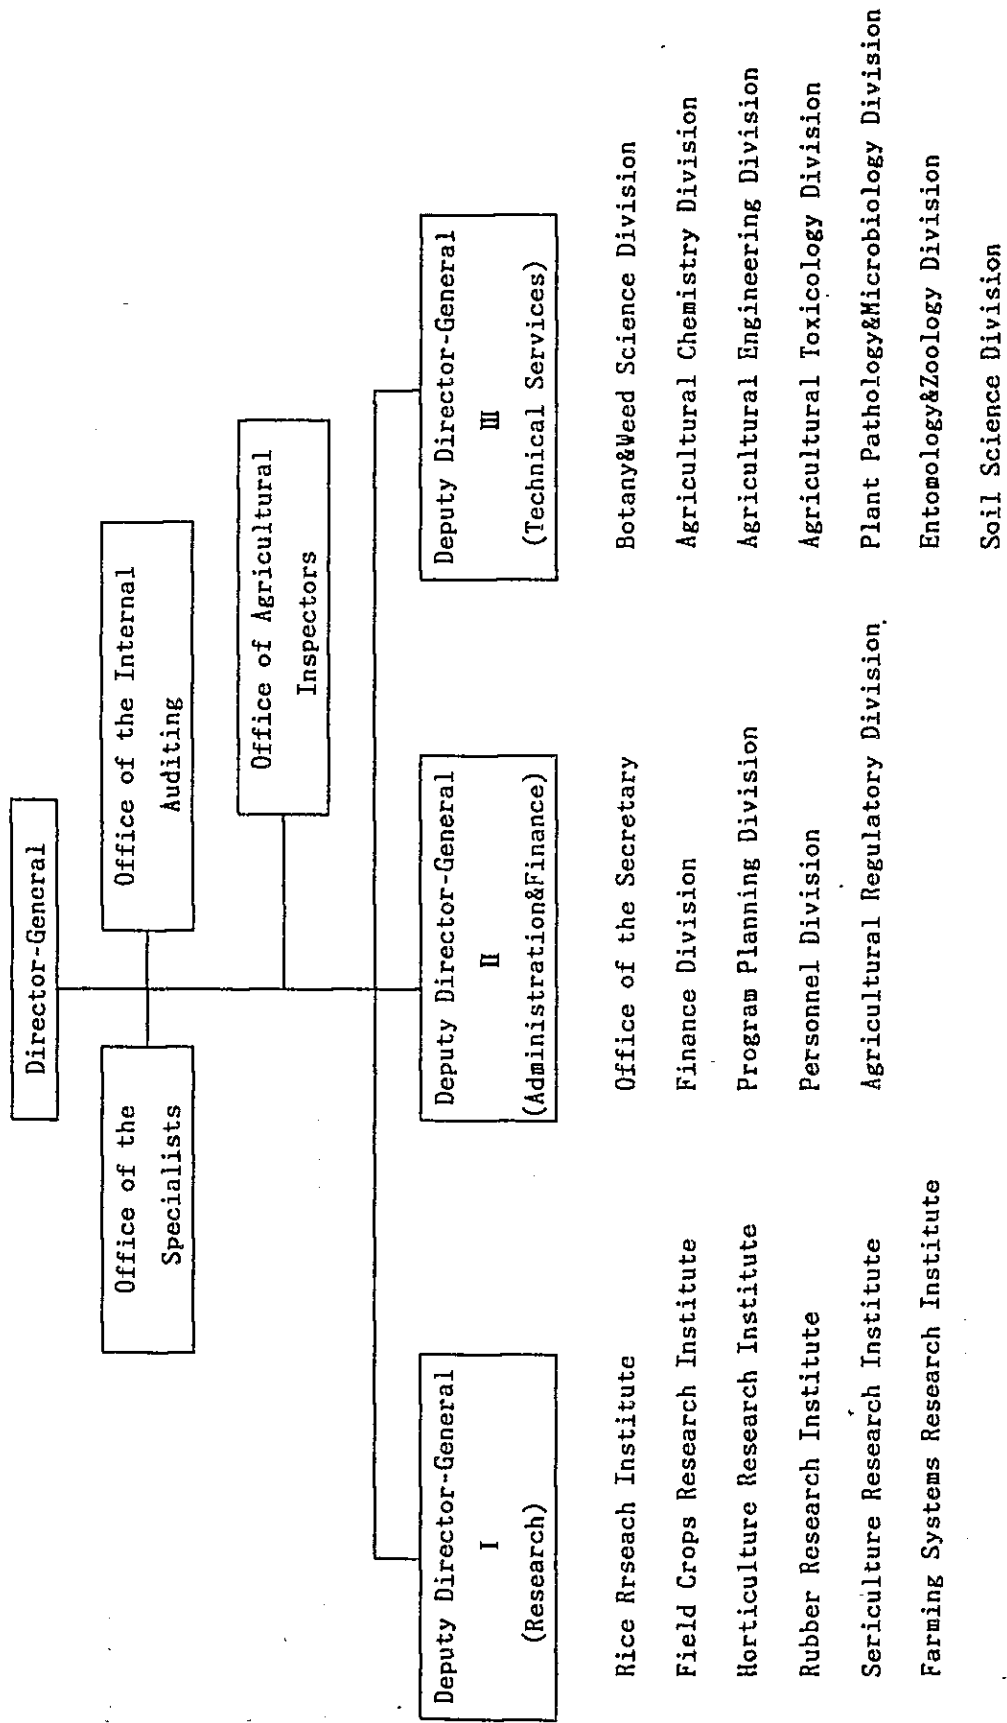 Director-General
Office of the
Specialists
Office of the Internal
Auditing
Office of Agricultural
Inspectors
Deputy Director-General
I
(Research)
Deputy Director-General
II
(Administration&Finance)
Deputy Director-General
III
(Technical Services)
Rice Rrseach Institute
Field Crops Research Institute
Horticulture Research Institute
Rubber Research Institute
Sericulture Research Institute
Farming Systems Research Institute
Office of the Secretary
Finance Division
Program Planning Division
Personnel Division
Agricultural Regulatory Division
Botany&Weed Science Division
Agricultural Chemistry Division
Agricultural Engineering Division
Agricultural Toxicology Division
Plant Pathology&Microbiology Division
Entomology&Zoology Division
Soil Science Division